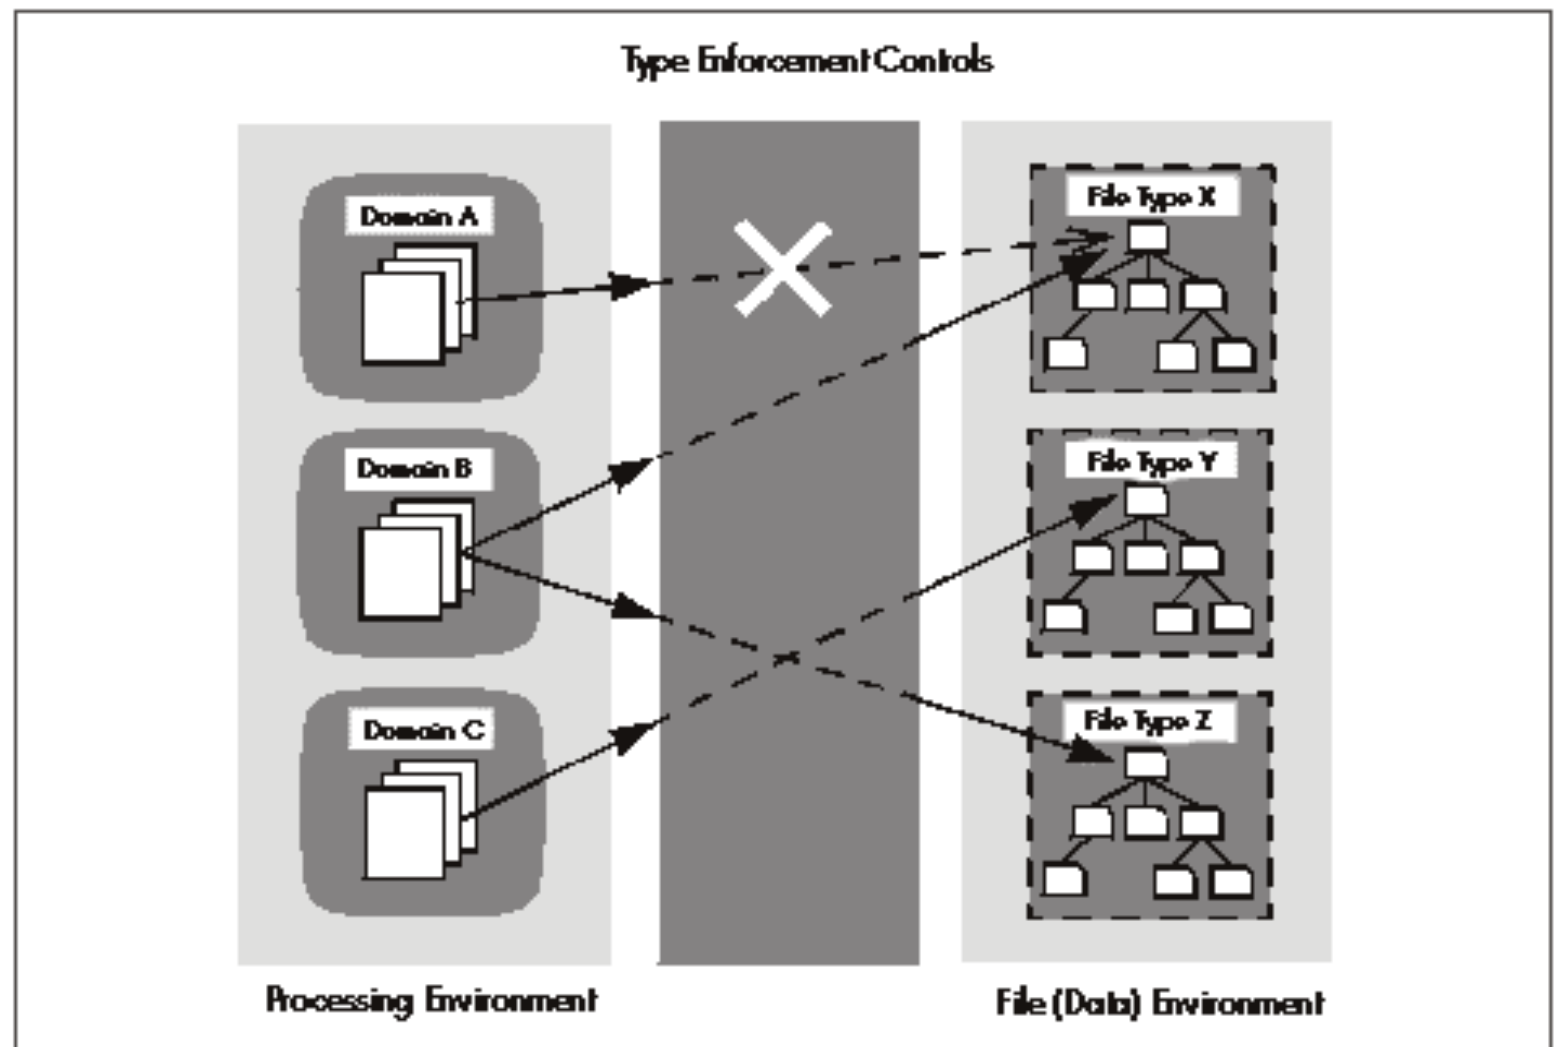 Type Enforcement Controls
Domain A
File Type X
Domain B
File Type Y
Domain C
File Type Z
Processing Environment
File (Data) Environment